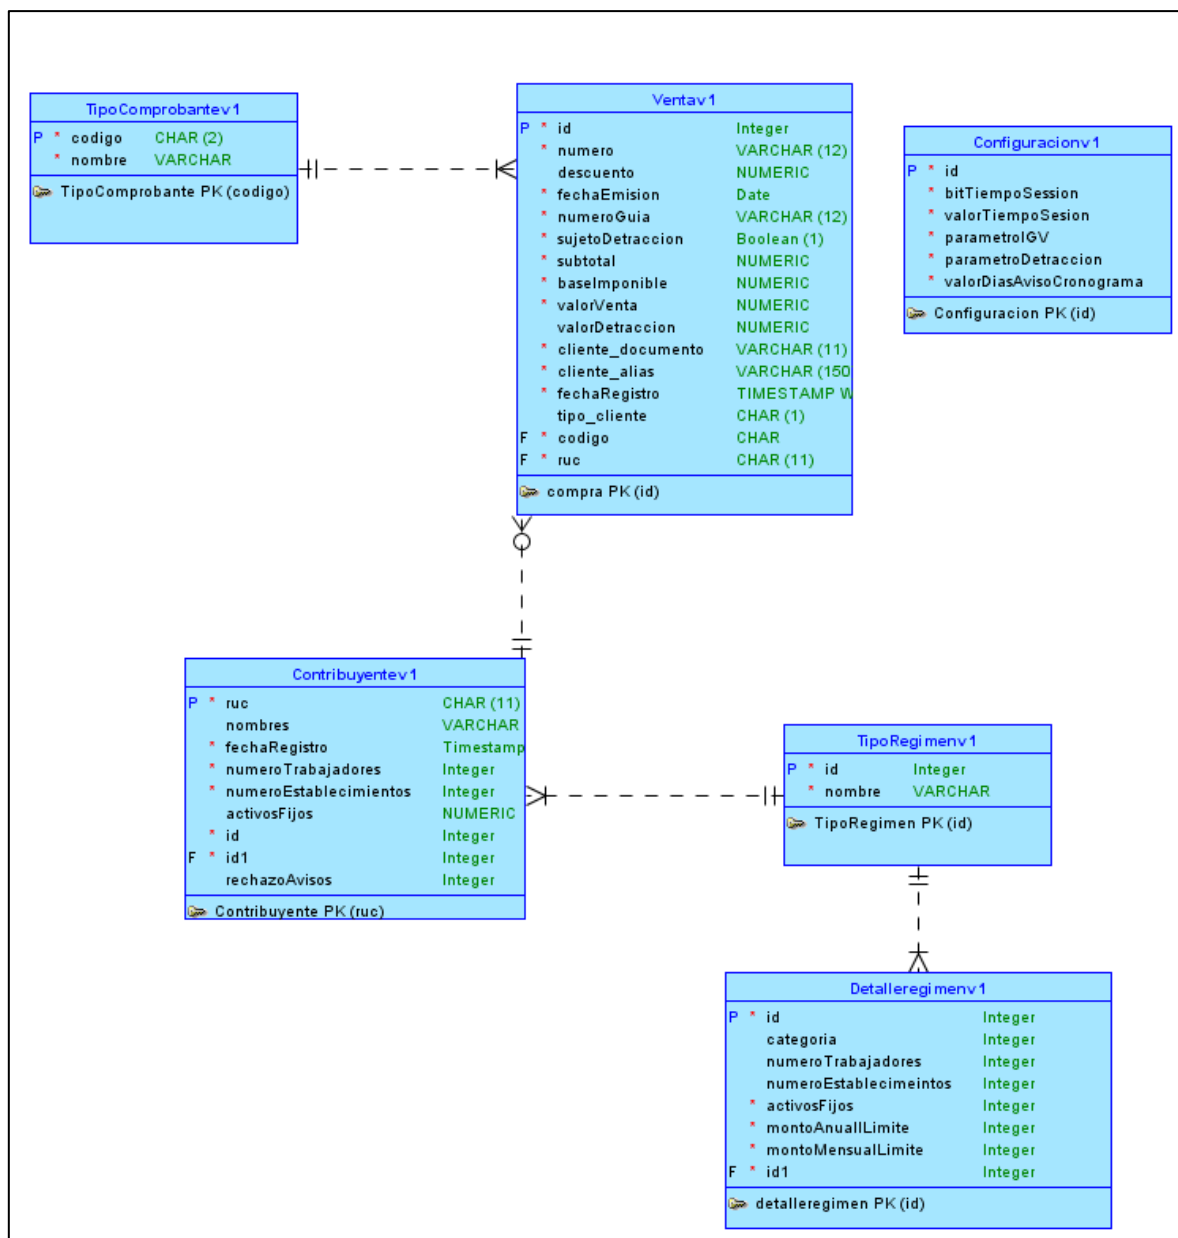 TipoComprobantev1
P * codigo CHAR (2)
* nombre VARCHAR
TipoComprobante PK (codigo)
Ventav1
P * id Integer
* numero VARCHAR (12)
descuento NUMERIC
* fechaEmision Date
* numeroGuia VARCHAR (12)
* sujetoDetraccion Boolean (1)
* subtotal NUMERIC
* baseImponible NUMERIC
* valorVenta NUMERIC
valorDetraccion NUMERIC
* cliente_documento VARCHAR (11)
* cliente_alias VARCHAR (150
* fechaRegistro TIMESTAMP W
tipo_cliente CHAR (1)
F * codigo CHAR
F * ruc CHAR (11)
compra PK (id)
Configuracionv1
P * id
* bitTiempoSession
* valorTiempoSesion
* parametroIGV
* parametroDetraccion
* valorDiasAvisoCronograma
Configuracion PK (id)
Contribuyentev1
P * ruc CHAR (11)
nombres VARCHAR
* fechaRegistro Timestamp
* numeroTrabajadores Integer
* numeroEstablecimientos Integer
activosFijos NUMERIC
* id Integer
F * id1 Integer
rechazoAvisos Integer
Contribuyente PK (ruc)
TipoRegimenv1
P * id Integer
* nombre VARCHAR
TipoRegimen PK (id)
Detalleregimenv1
P * id Integer
categoria Integer
numeroTrabajadores Integer
numeroEstablecimeintos Integer
* activosFijos Integer
* montoAnuallLimite Integer
* montoMensualLimite Integer
F * id1 Integer
detalleregimen PK (id)